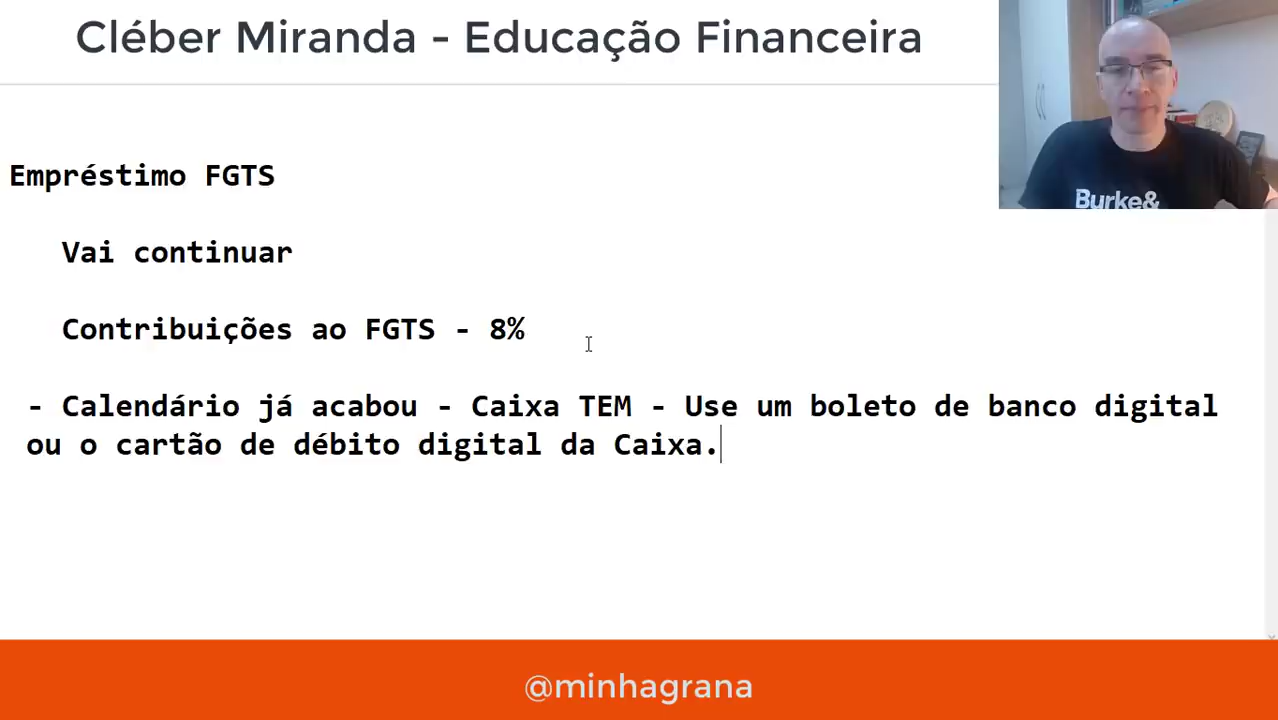 Cléber Miranda - Educação Financeira
Burke&
Empréstimo FGTS
Vai continuar
Contribuições ao FGTS - 8%
- Calendário já acabou - Caixa TEM - Use um boleto de banco digital
ou o cartão de débito digital da Caixa.
@minhagrana